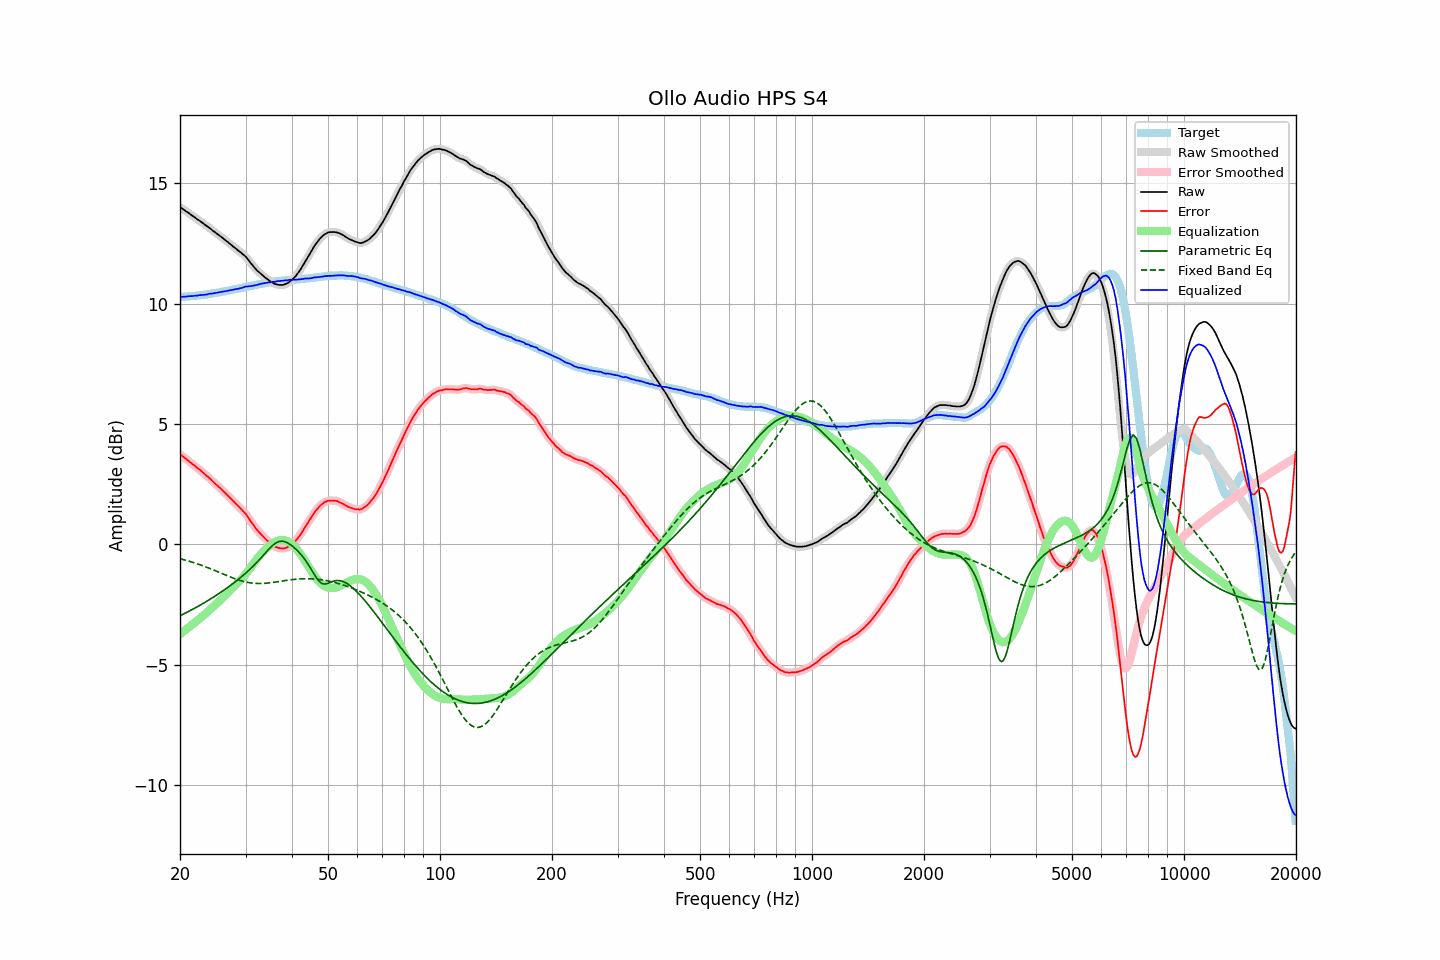 Ollo Audio HPS S4
Target
Raw Smoothed
Error Smoothed
Raw
Error
Equalization
Parametric Eq
Fixed Band Eq
Equalized
Amplitude (dBr)
15
10
5
0
−5
−10
20
50
100
200
500
1000
2000
5000
10000
20000
Frequency (Hz)